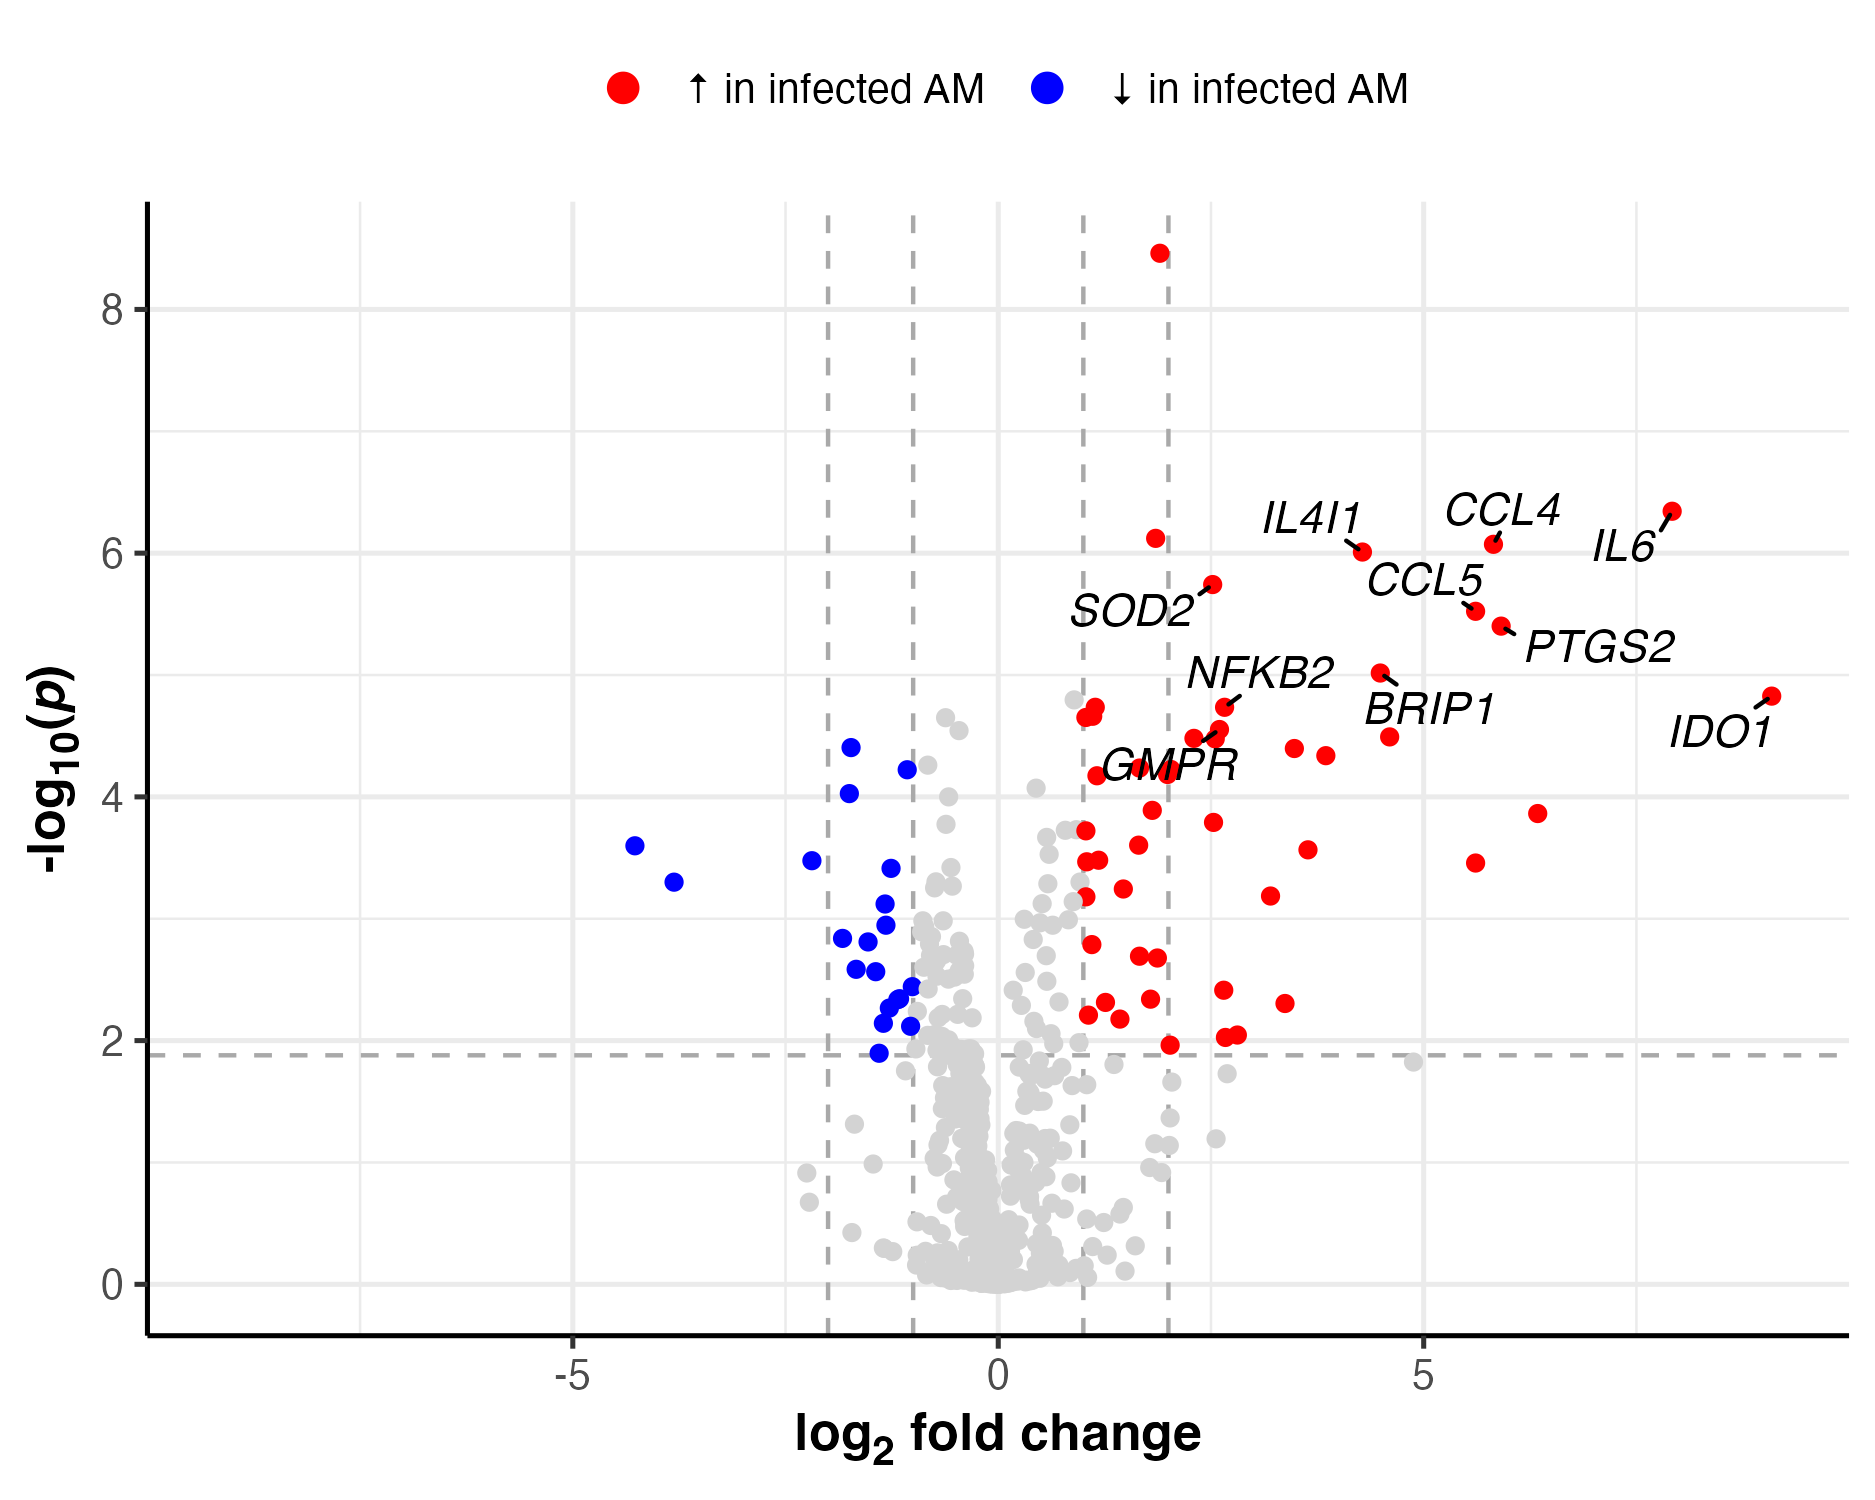 ↑ in infected AM ↓ in infected AM
8
6
4
2
0
-log10(p)
IL4I1
CCL4
IL6
CCL5
SOD2
PTGS2
NFKB2
BRIP1
IDO1
GMPR
-5 0 5
log2 fold change